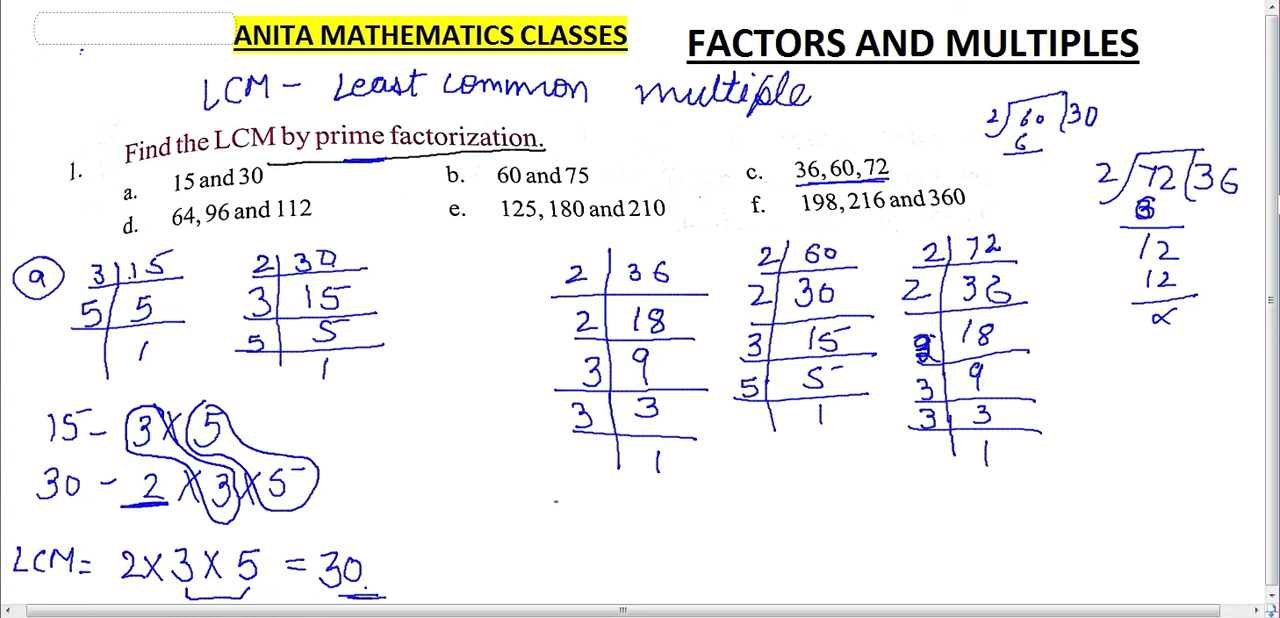 ANITA MATHEMATICS CLASSES
FACTORS AND MULTIPLES
LCM - Least common multiple
1. Find the LCM by prime factorization.
a. 15 and 30
b. 60 and 75
c. 36, 60, 72
d. 64, 96 and 112
e. 125, 180 and 210
f. 198, 216 and 360
2 60 30
6
2 72 36
6
12
12
x
a
3 15
5 5
1
2 30
3 15
5 5
1
2 36
2 18
3 9
3 3
1
2 60
2 30
3 15
5 5
1
2 72
2 36
2 18
3 9
3 3
1
15 - 3 × 5
30 - 2 × 3 × 5
LCM = 2 × 3 × 5 = 30